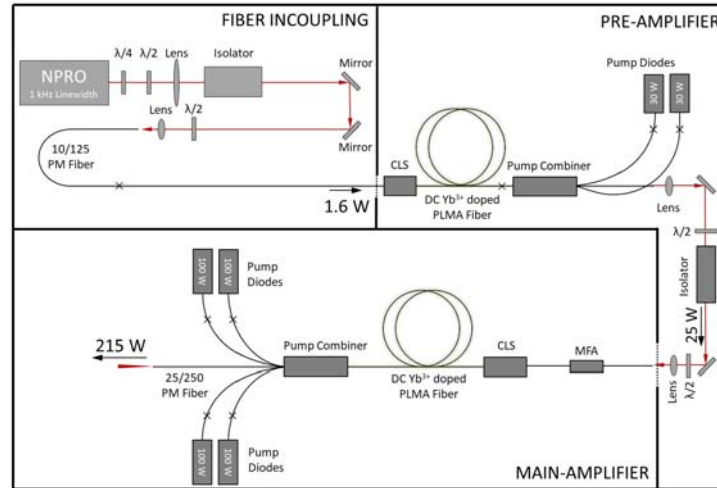 FIBER INCOUPLING
NPRO
1 kHz Linewidth
λ/4
λ/2
Lens
Isolator
Mirror
Lens
λ/2
Mirror
10/125
PM Fiber
1.6 W
PRE-AMPLIFIER
Pump Diodes
30 W
30 W
CLS
DC Yb³⁺ doped
PLMA Fiber
Pump Combiner
Lens
λ/2
Isolator
25 W
Lens
λ/2
100 W
100 W
Pump
Diodes
215 W
25/250
PM Fiber
Pump Combiner
DC Yb³⁺ doped
PLMA Fiber
CLS
MFA
100 W
100 W
Pump
Diodes
MAIN-AMPLIFIER